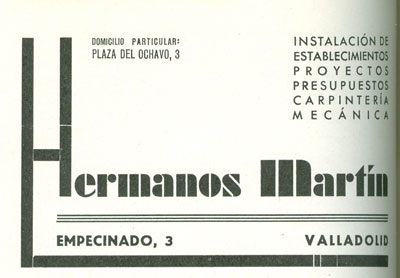 DOMICILIO PARTICULAR:
PLAZA DEL OCHAVO, 3
INSTALACIÓN DE
ESTABLECIMIENTOS
PROYECTOS
PRESUPUESTOS
CARPINTERÍA
MECÁNICA
Hermanos Martín
EMPECINADO, 3
VALLADOLID